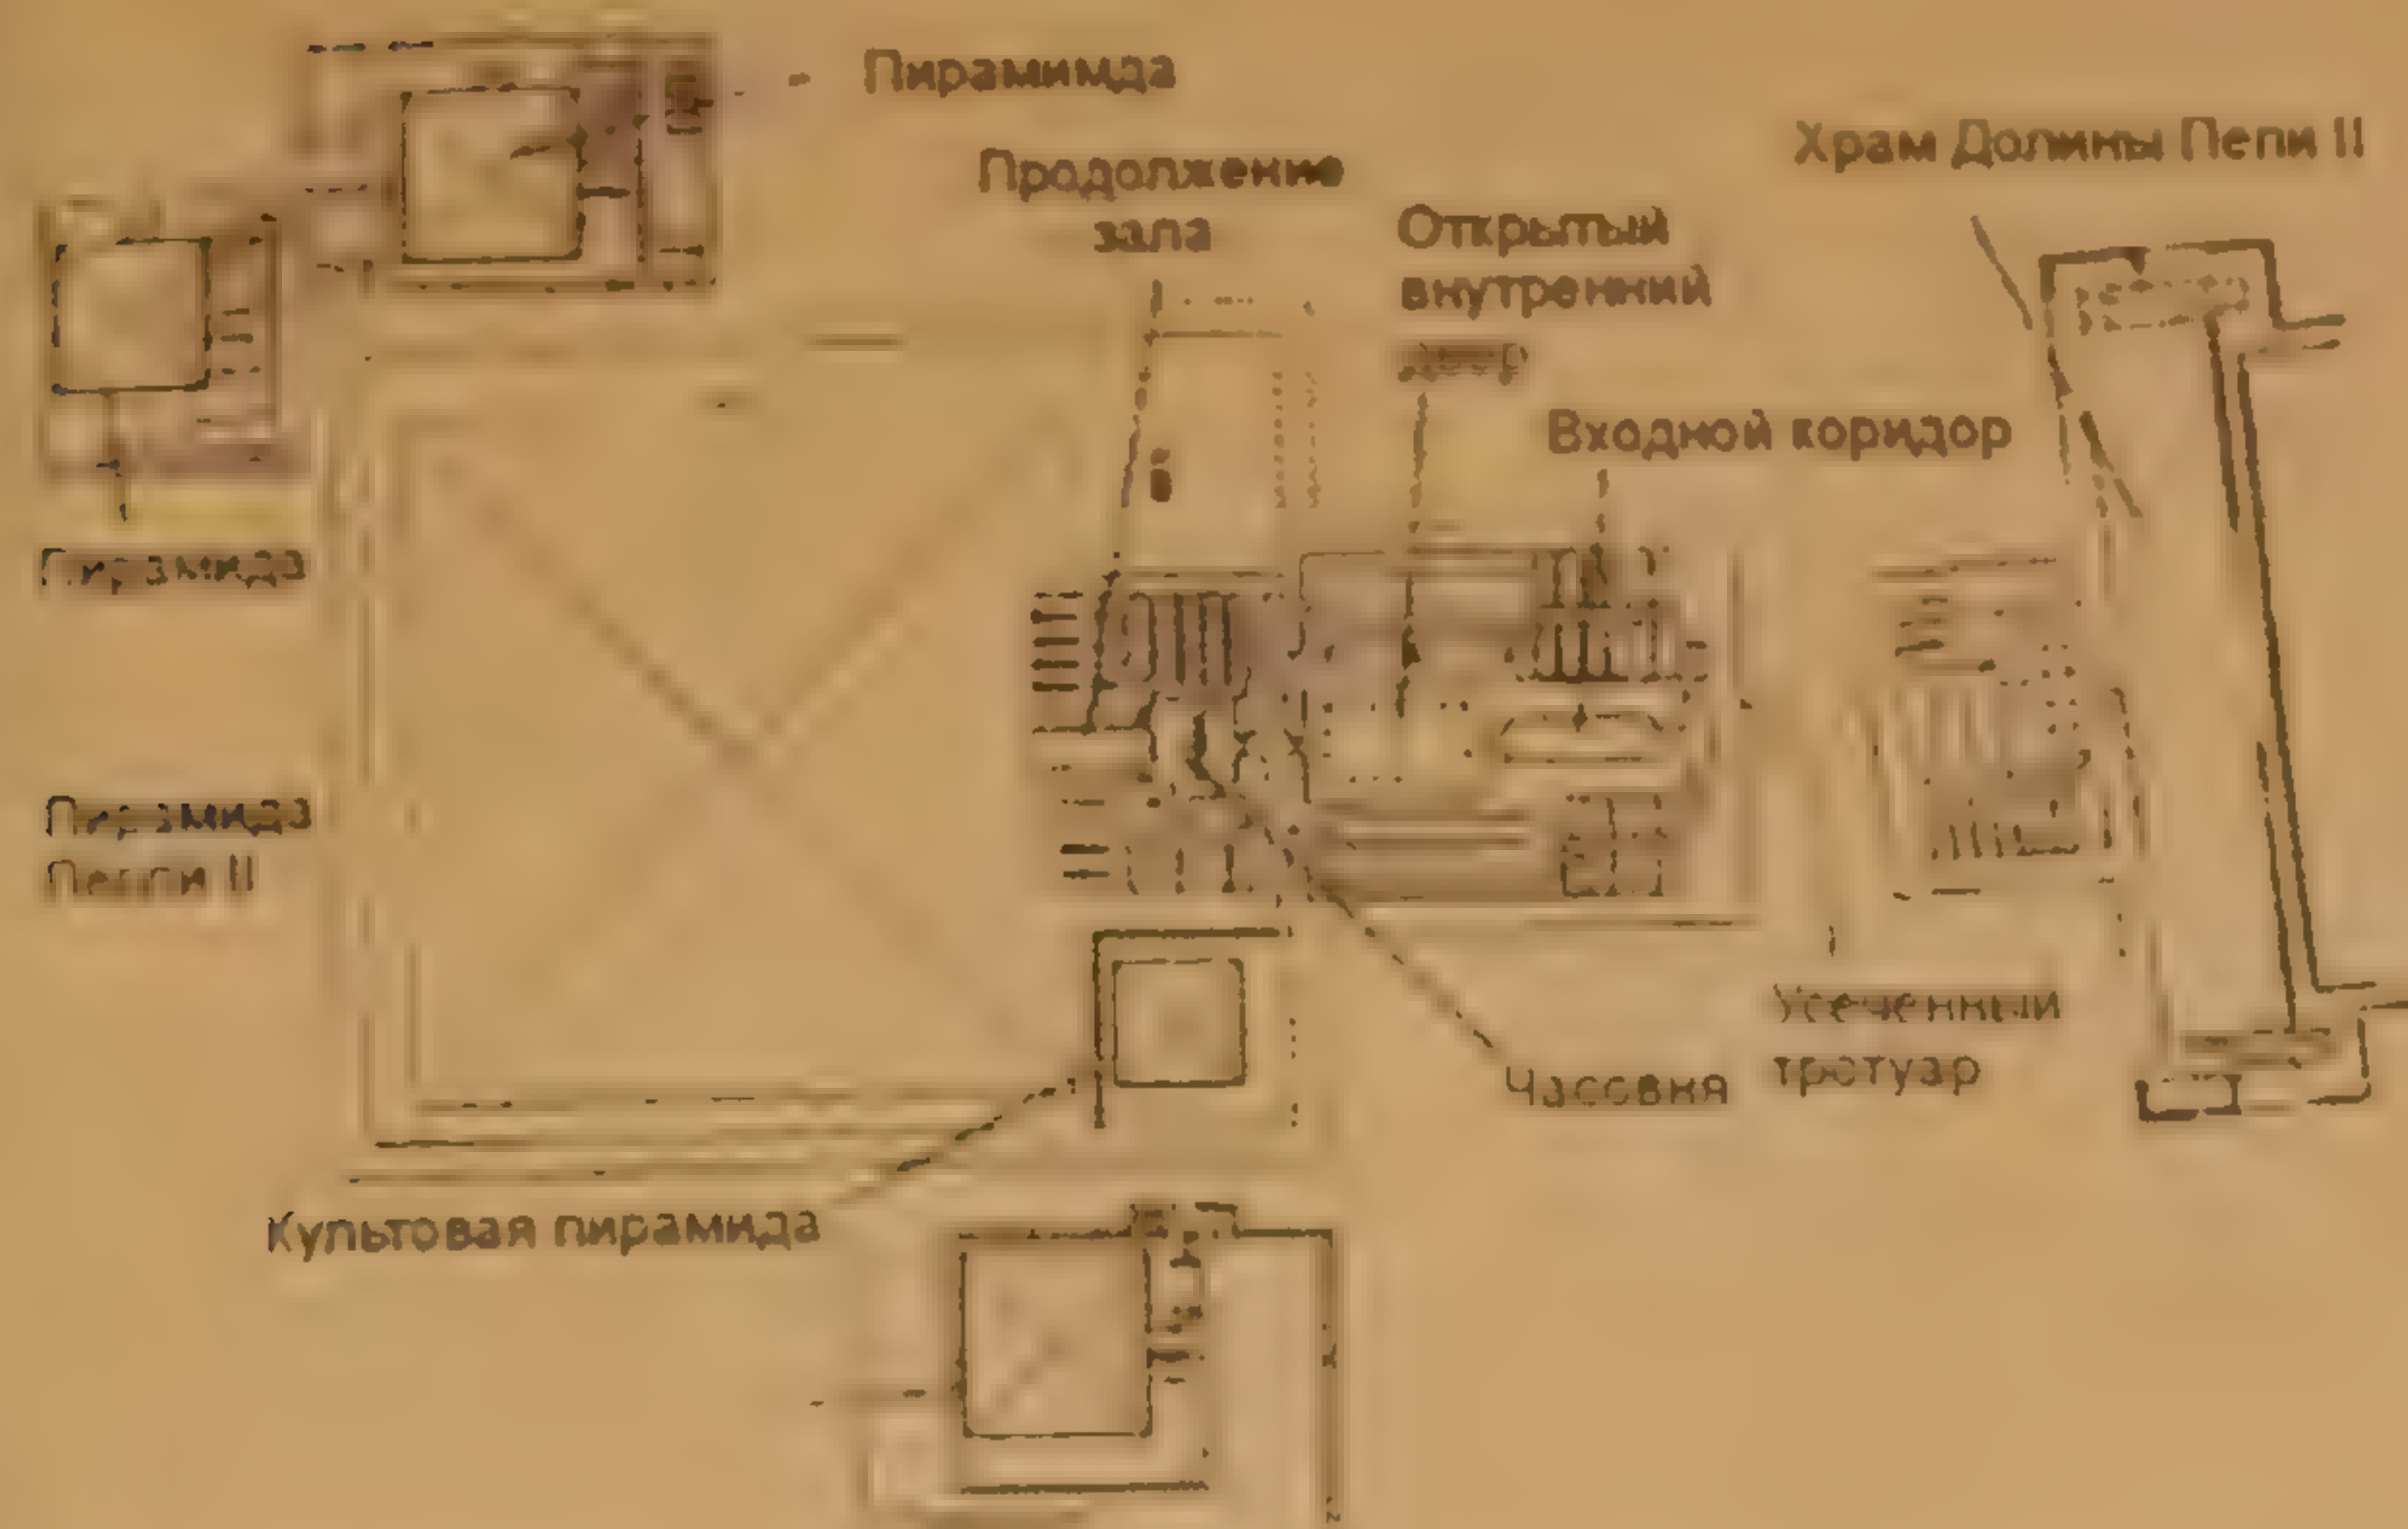 Пирамимда
Продолжение
зала
Храм Долины Пепи II
Открытый
внутренний
двор
Входной коридор
Пирамида
Пирамида
Пепи II
Усеченный
тротуар
Часовня
Культовая пирамида